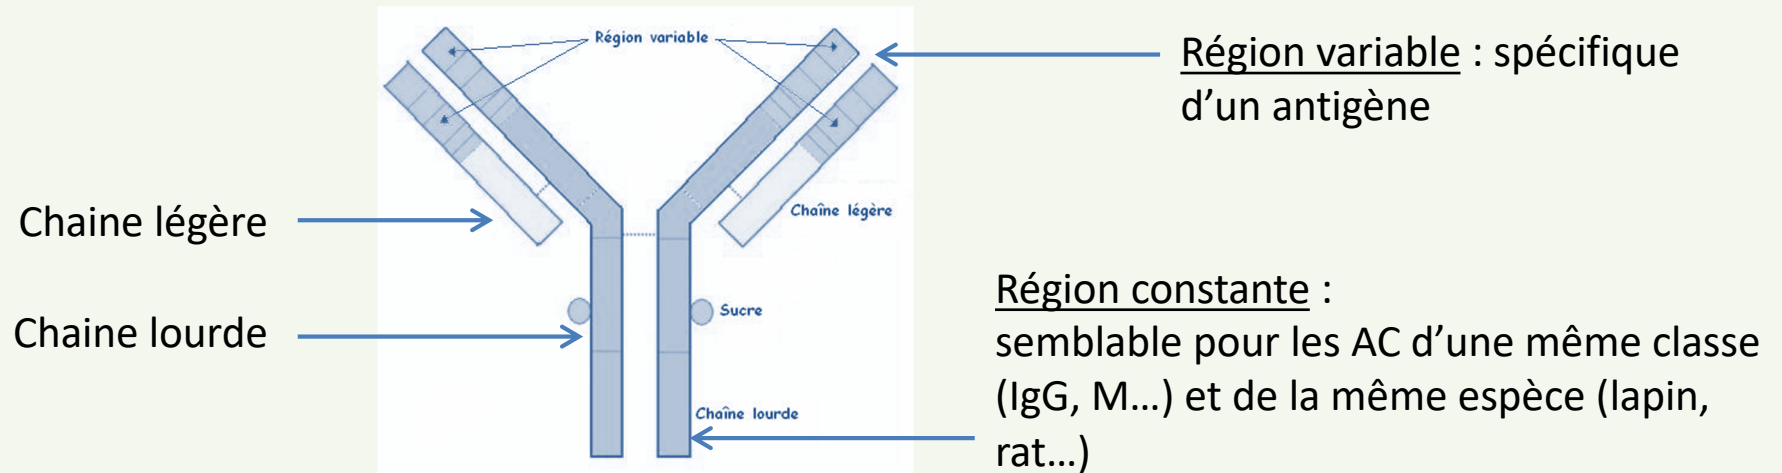 Région variable
Région variable : spécifique
d’un antigène
Chaine légère
Chaîne légère
Chaine lourde
Sucre
Région constante :
semblable pour les AC d’une même classe
(IgG, M…) et de la même espèce (lapin,
rat…)
Chaîne lourde